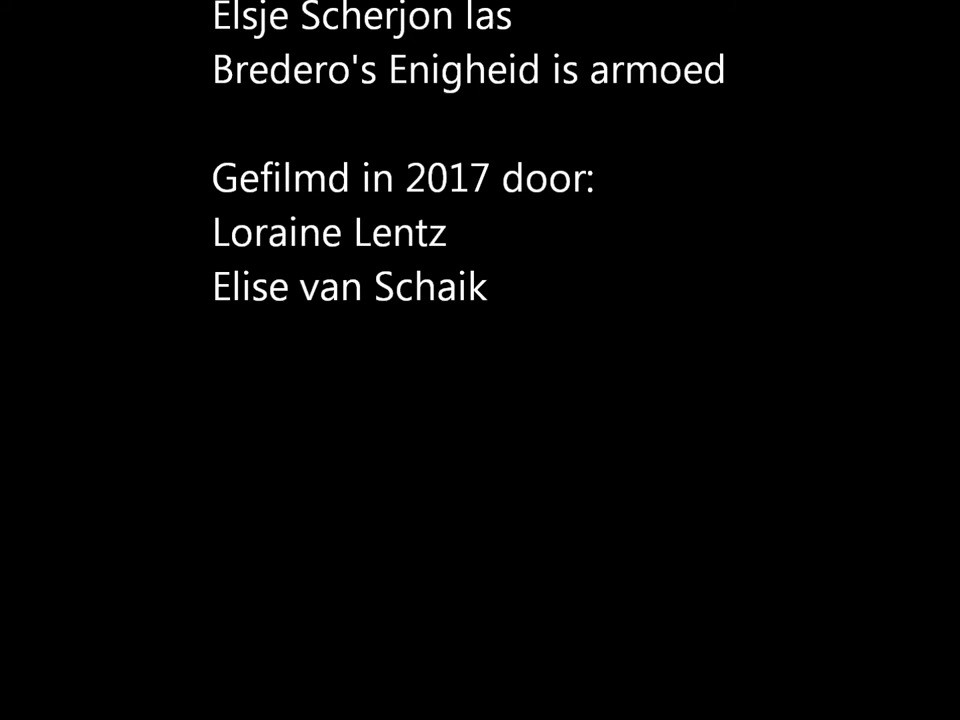 Elsje Scherjon las
Bredero's Enigheid is armoed
Gefilmd in 2017 door:
Loraine Lentz
Elise van Schaik